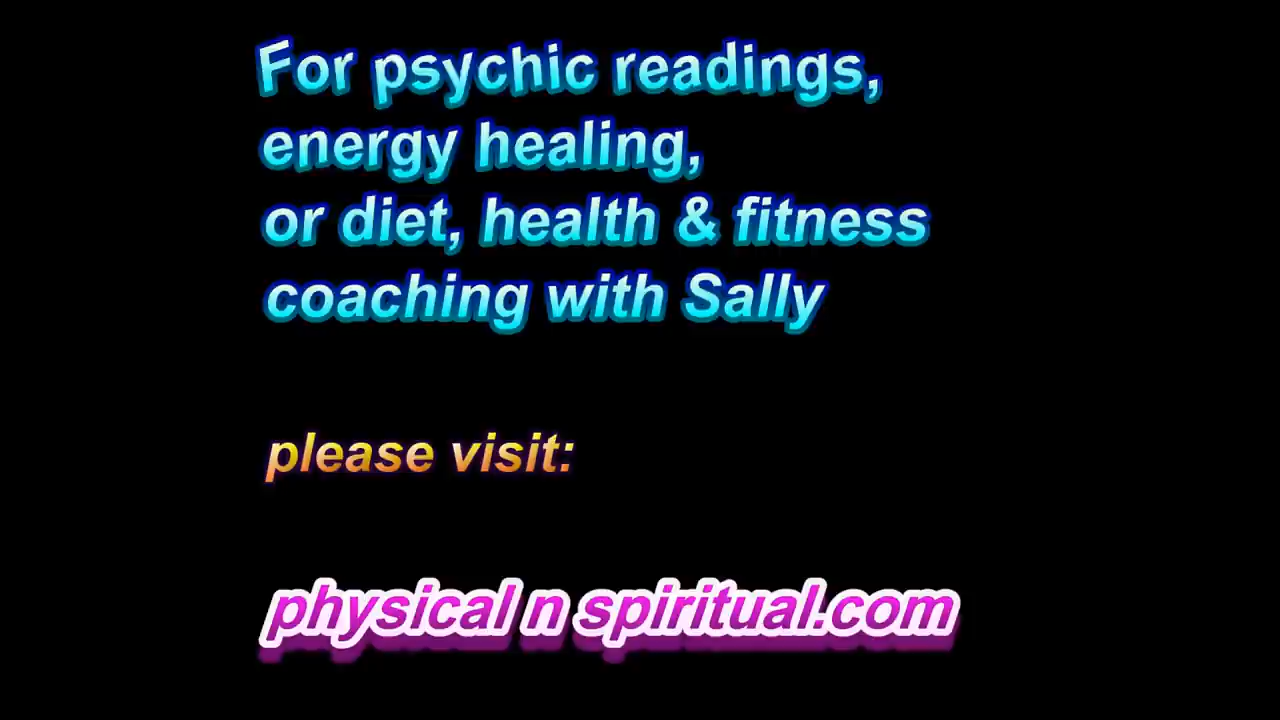 For psychic readings,
energy healing,
or diet, health & fitness
coaching with Sally
please visit:
physical n spiritual.com